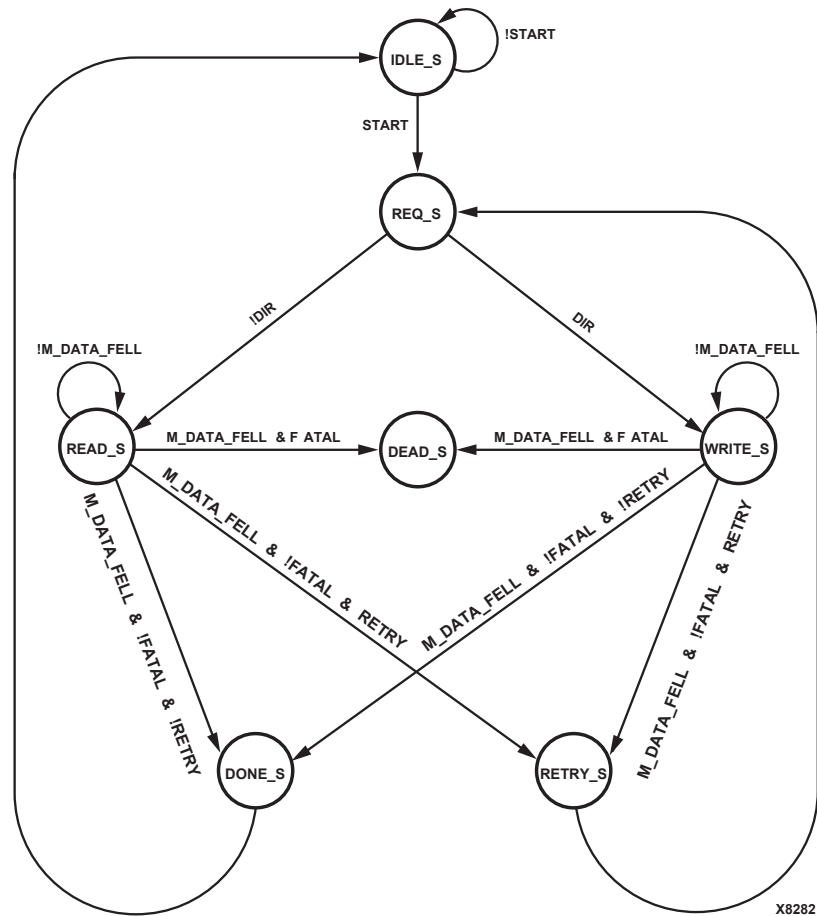 !START
IDLE_S
START
REQ_S
!DIR
DIR
!M_DATA_FELL
!M_DATA_FELL
READ_S
M_DATA_FELL & F ATAL
DEAD_S
M_DATA_FELL & F ATAL
WRITE_S
M_DATA_FELL & !FATAL & !RETRY
M_DATA_FELL & !FATAL & RETRY
M_DATA_FELL & !FATAL & !RETRY
M_DATA_FELL & !FATAL & RETRY
DONE_S
RETRY_S
X8282